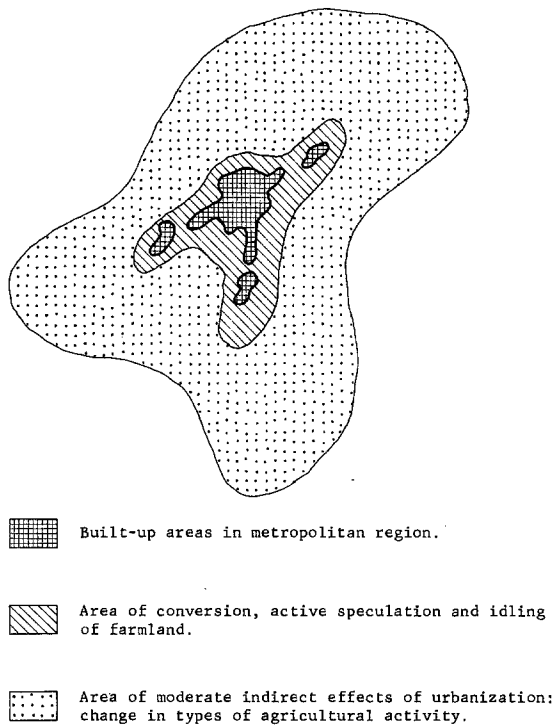 Built-up areas in metropolitan region.
Area of conversion, active speculation and idling
of farmland.
Area of moderate indirect effects of urbanization:
change in types of agricultural activity.